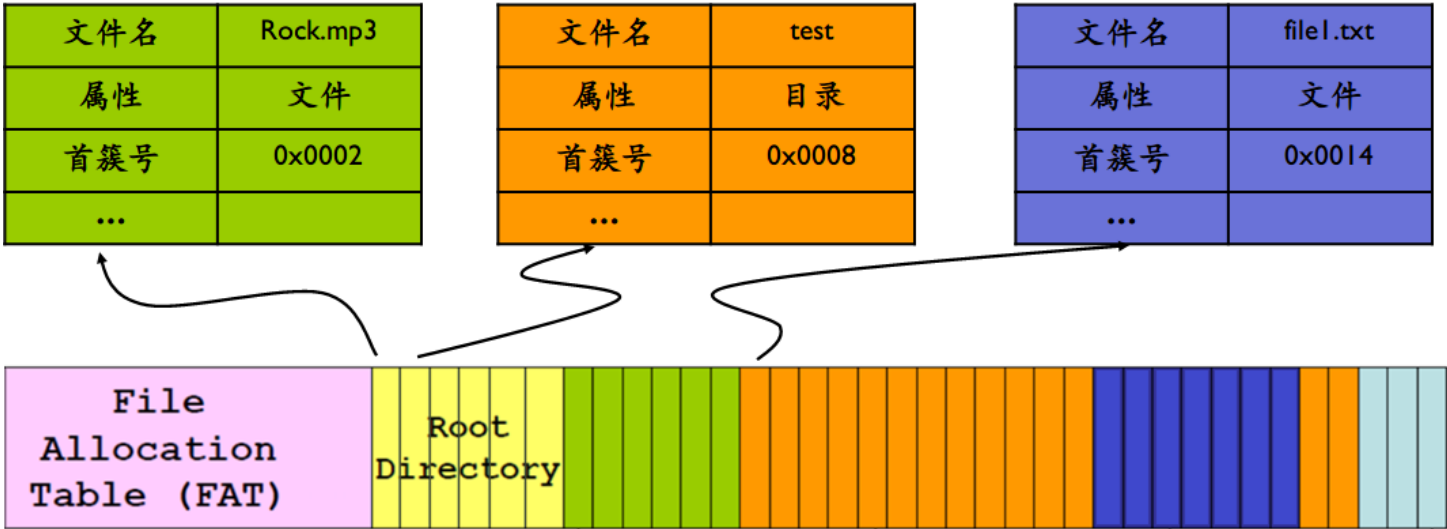 文件名 Rock.mp3
属性 文件
首簇号 0x0002
...
文件名 test
属性 目录
首簇号 0x0008
...
文件名 file1.txt
属性 文件
首簇号 0x0014
...
File
Allocation
Table (FAT)
Root
Directory